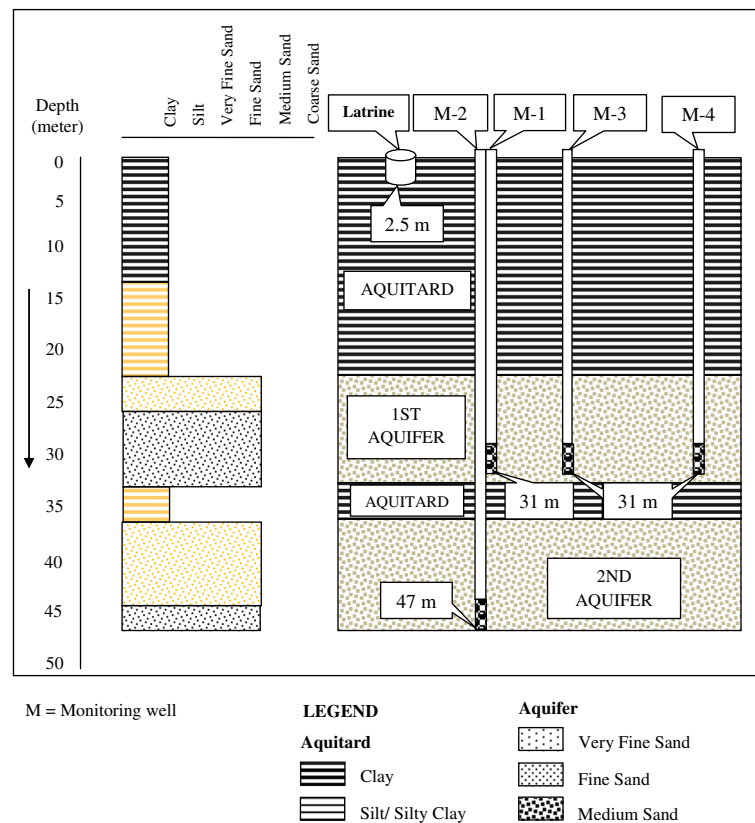 Depth
(meter)
Clay
Silt
Very Fine Sand
Fine Sand
Medium Sand
Coarse Sand
Latrine
M-2
M-1
M-3
M-4
0
5
10
15
20
25
30
35
40
45
50
2.5 m
AQUITARD
1ST
AQUIFER
AQUITARD
31 m
31 m
47 m
2ND
AQUIFER
M = Monitoring well
LEGEND
Aquitard
Clay
Silt/ Silty Clay
Aquifer
Very Fine Sand
Fine Sand
Medium Sand